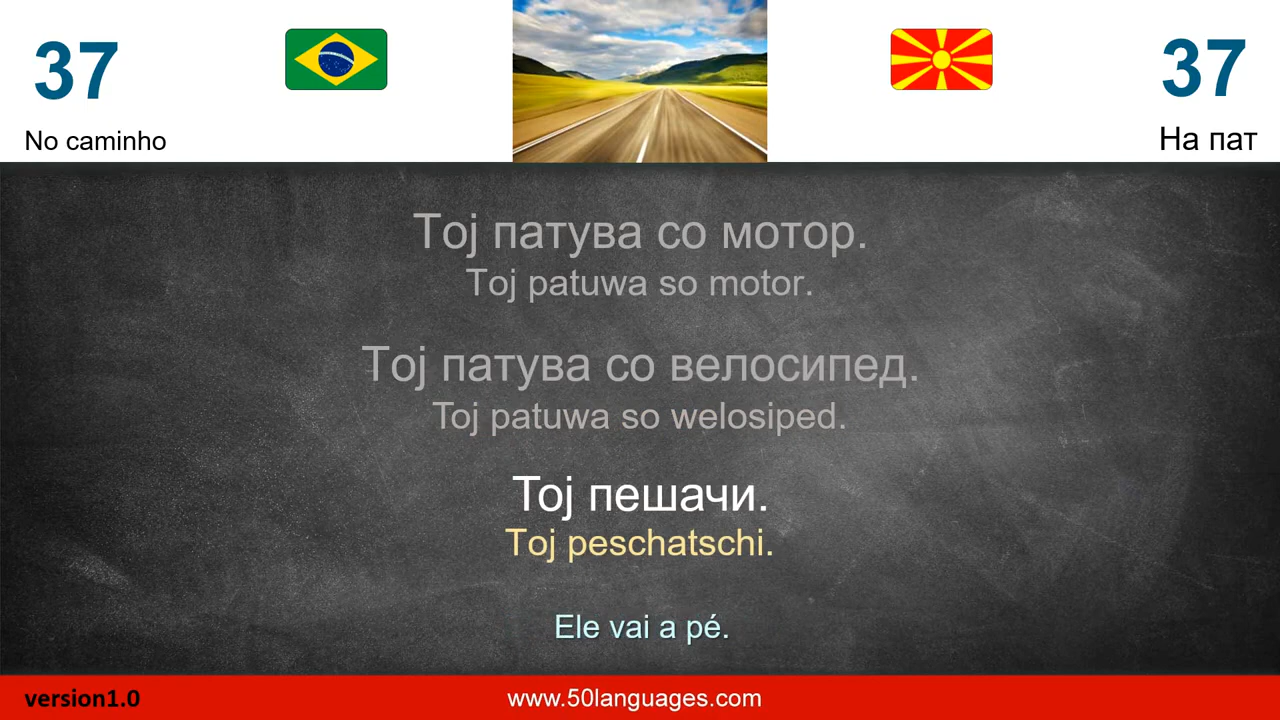 37
37
No caminho
На пат
Тој патува со мотор.
Toj patuwa so motor.
Тој патува со велосипед.
Toj patuwa so welosiped.
Тој пешачи.
Toj peschatschi.
Ele vai a pé.
version1.0
www.50languages.com